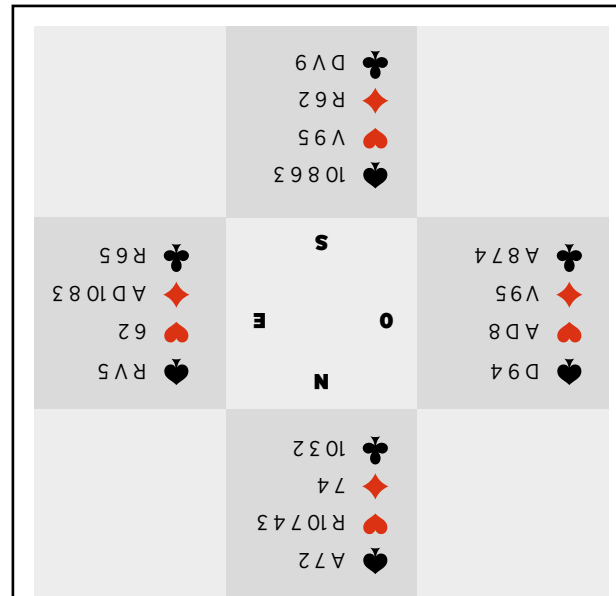 ♠ A 7 2
♥ R 10 7 4 3
♦ 7 4
♣ 10 3 2
♠ D 9 4
♥ A D 8
♦ V 9 5
♣ A 8 7 4
N
O
E
S
♠ R V 5
♥ 6 2
♦ A D 10 8 3
♣ R 6 5
♠ 10 8 6 3
♥ V 9 5
♦ R 6 2
♣ D V 9